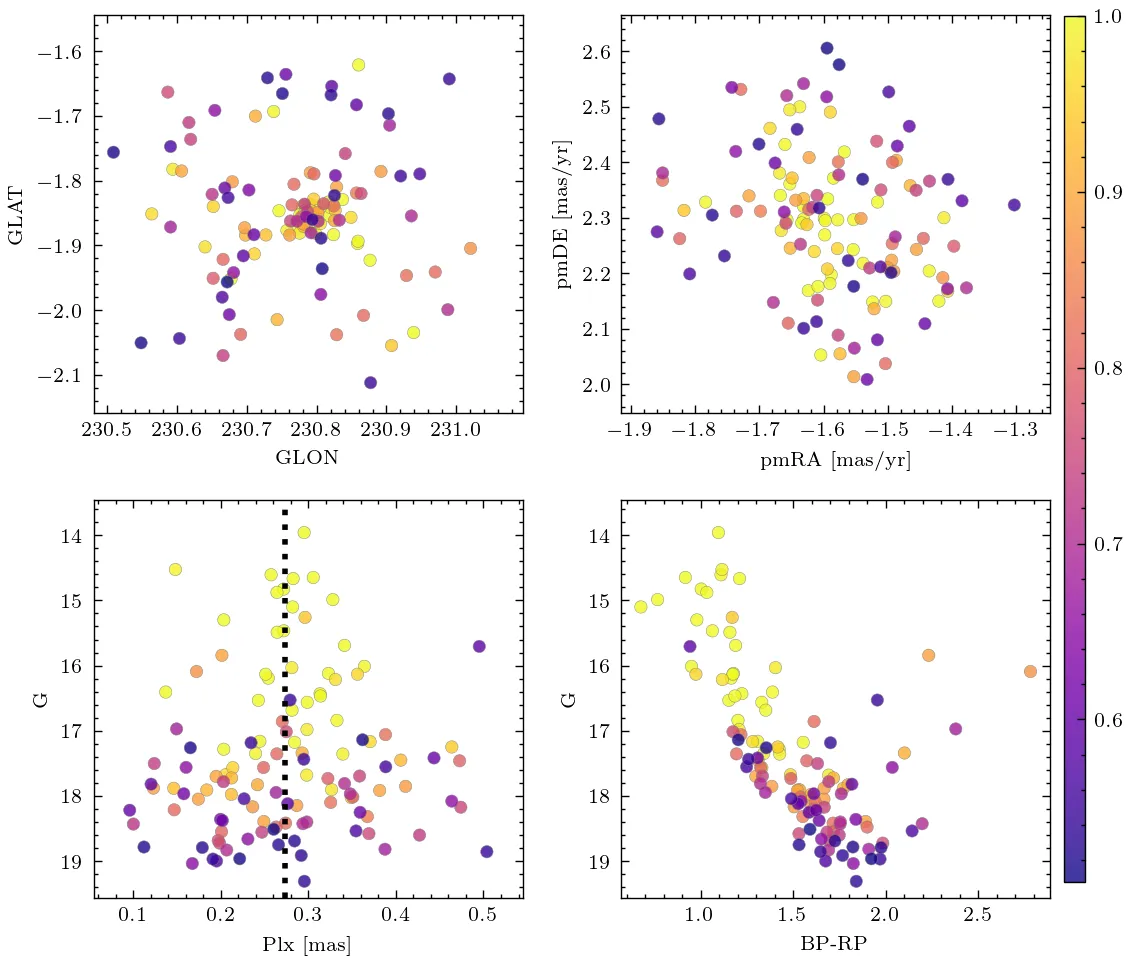 −1.6
−1.7
−1.8
−1.9
−2.0
−2.1
GLAT
230.5 230.6 230.7 230.8 230.9 231.0
GLON
2.6
2.5
2.4
2.3
2.2
2.1
2.0
pmDE [mas/yr]
−1.9 −1.8 −1.7 −1.6 −1.5 −1.4 −1.3
pmRA [mas/yr]
14
15
16
17
18
19
G
0.1 0.2 0.3 0.4 0.5
Plx [mas]
14
15
16
17
18
19
G
1.0 1.5 2.0 2.5
BP-RP
1.0
0.9
0.8
0.7
0.6